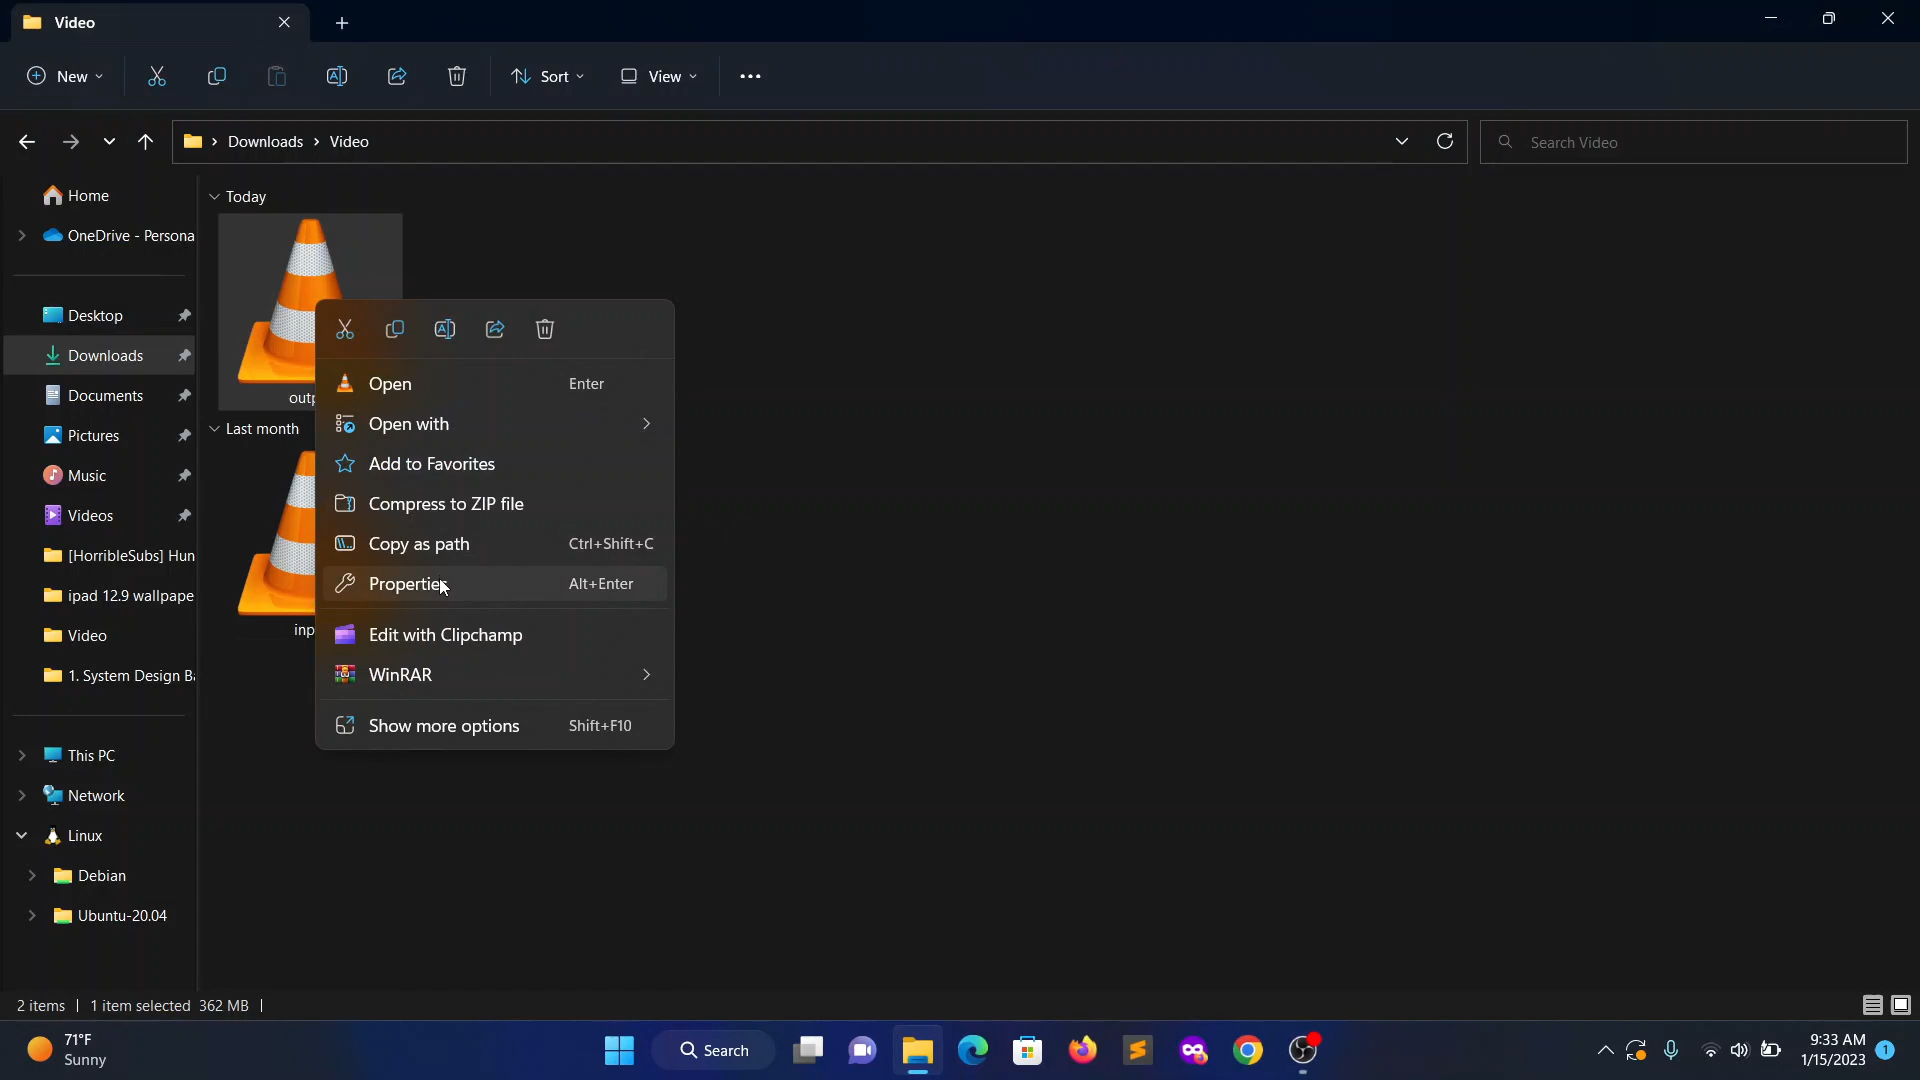 Video
New
Sort
View
Downloads
Video
Search Video
Home
OneDrive - Persona
Desktop
Downloads
Documents
Pictures
Music
Videos
[HorribleSubs] Hun
ipad 12.9 wallpape
Video
1. System Design Ba
This PC
Network
Linux
Debian
Ubuntu-20.04
Today
outp
Last month
inp
Open Enter
Open with
Add to Favorites
Compress to ZIP file
Copy as path Ctrl+Shift+C
Properties Alt+Enter
Edit with Clipchamp
WinRAR
Show more options Shift+F10
2 items 1 item selected 362 MB
71°F
Sunny
Search
9:33 AM
1/15/2023
1